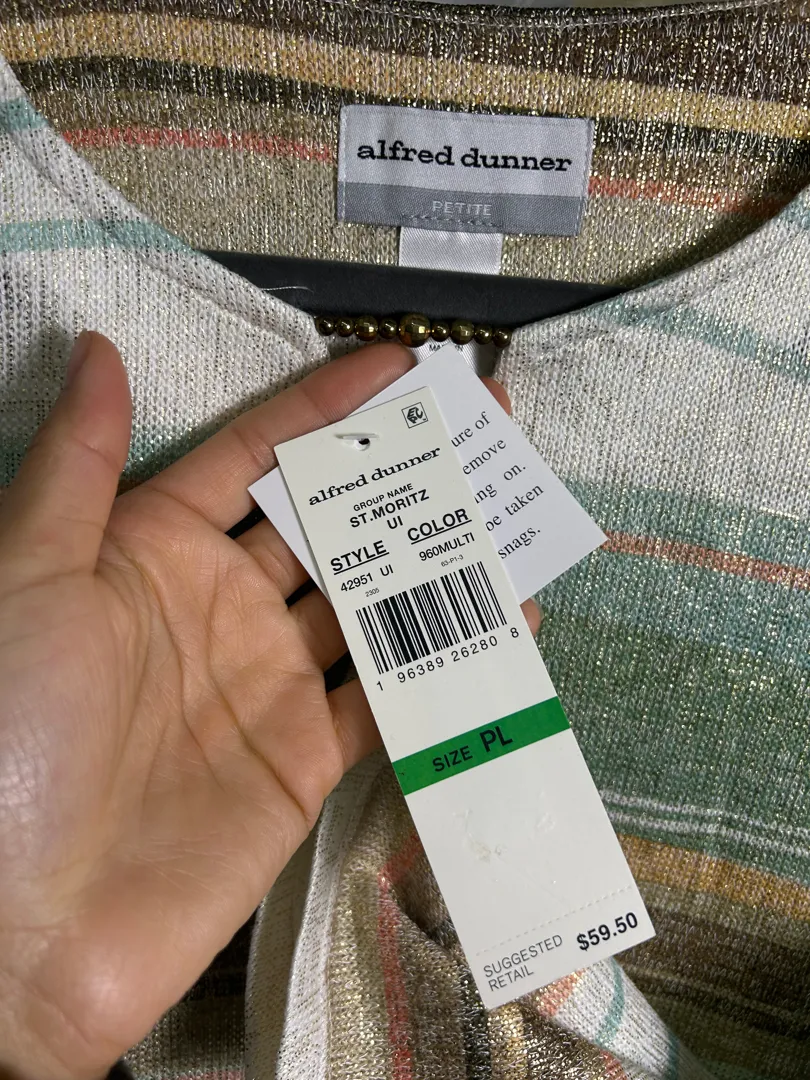 alfred dunner
PETITE
ure of
emove
ing on.
be taken
snags.
alfred dunner
GROUP NAME
ST.MORITZ
UI
STYLE COLOR
42951 UI 960MULTI
2305 63-P1-3
1 96389 26280 8
SIZE PL
SUGGESTED
RETAIL $59.50